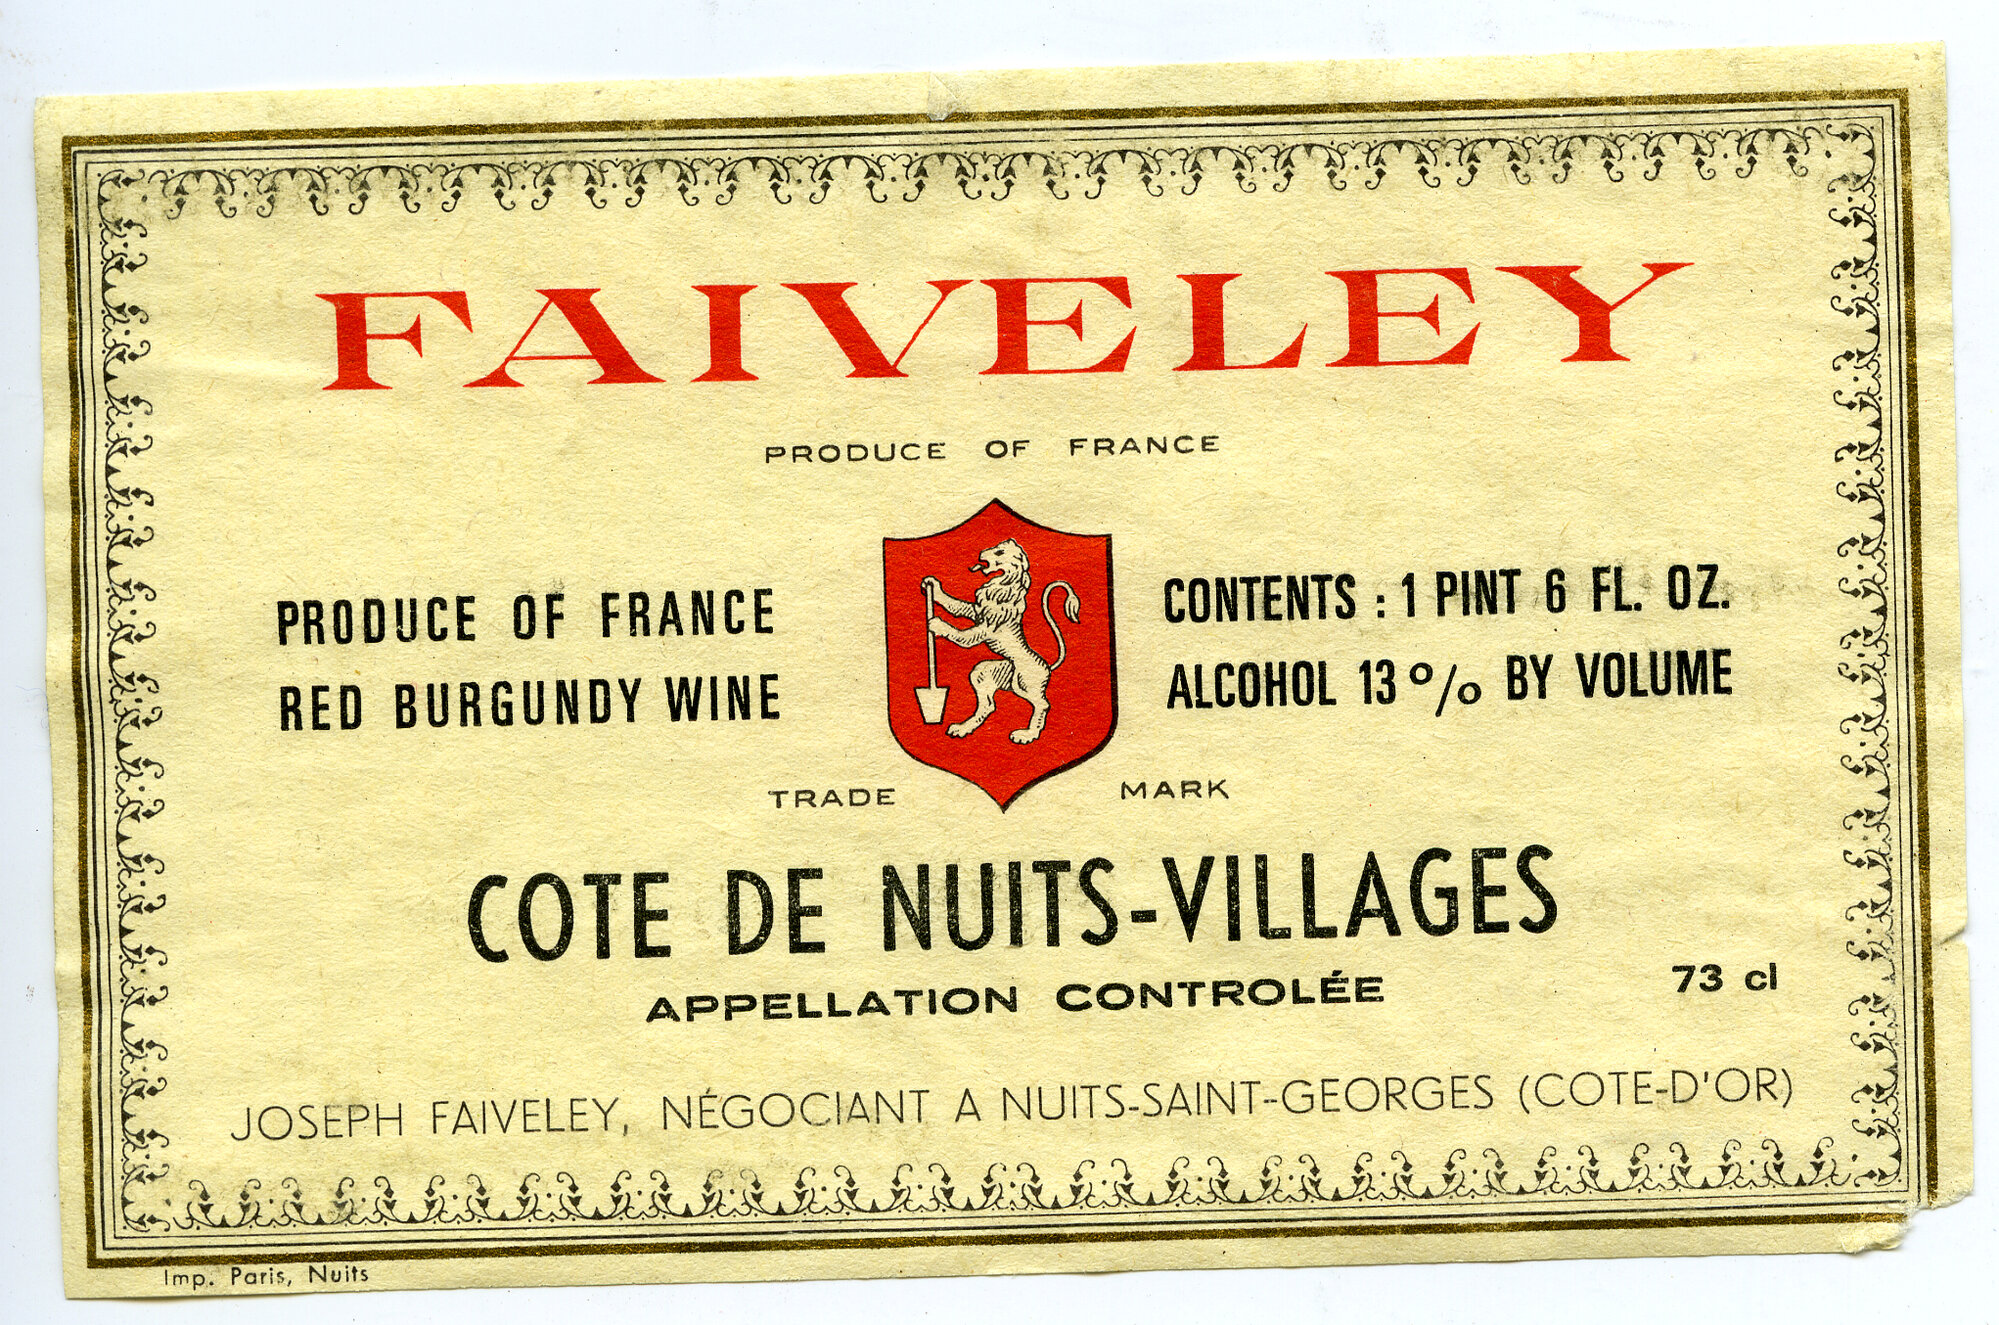 FAIVELEY
PRODUCE OF FRANCE
PRODUCE OF FRANCE
RED BURGUNDY WINE
CONTENTS : 1 PINT 6 FL. OZ.
ALCOHOL 13% BY VOLUME
TRADE MARK
COTE DE NUITS-VILLAGES
APPELLATION CONTROLÉE
73 cl
JOSEPH FAIVELEY, NÉGOCIANT A NUITS-SAINT-GEORGES (COTE-D'OR)
Imp. Paris, Nuits